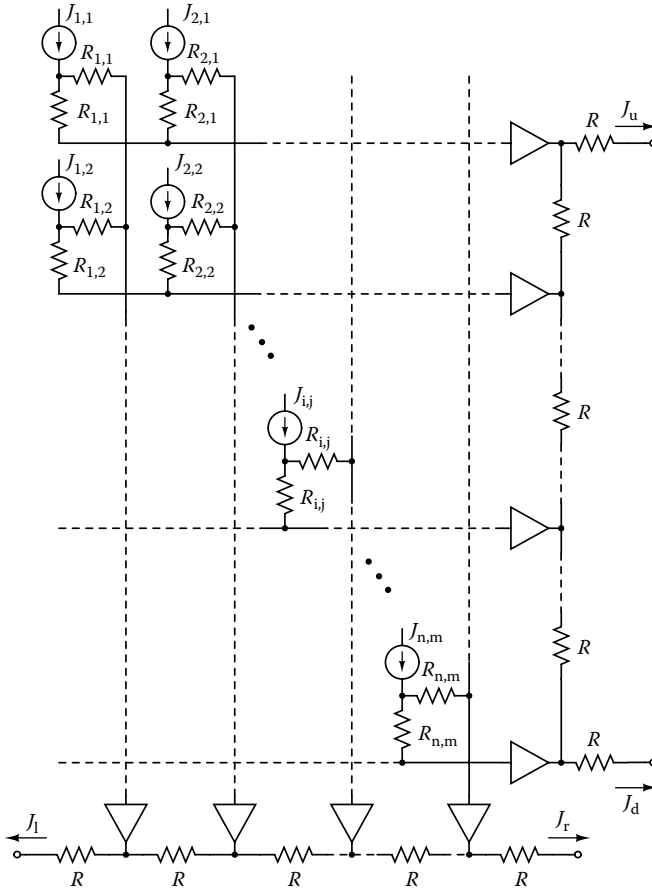 J1,1 J2,1
R1,1 R2,1
R1,1 R2,1
R Ju
J1,2 J2,2
R1,2 R2,2
R
R1,2 R2,2
Ji,j
R
Ri,j
Ri,j
Jn,m
R
Rn,m
Rn,m
R
Jd
Jl Jr
R R R R R